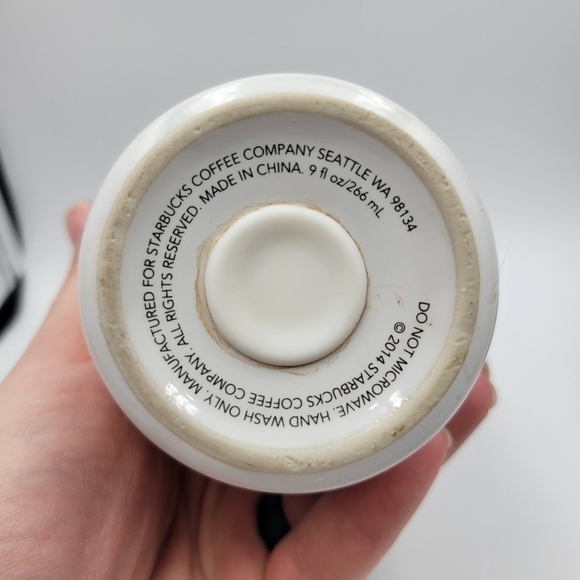 DO NOT MICROWAVE. HAND WASH ONLY. MANUFACTURED FOR STARBUCKS COFFEE COMPANY SEATTLE WA 98134
© 2014 STARBUCKS COFFEE COMPANY. ALL RIGHTS RESERVED. MADE IN CHINA. 9 fl oz/266 mL